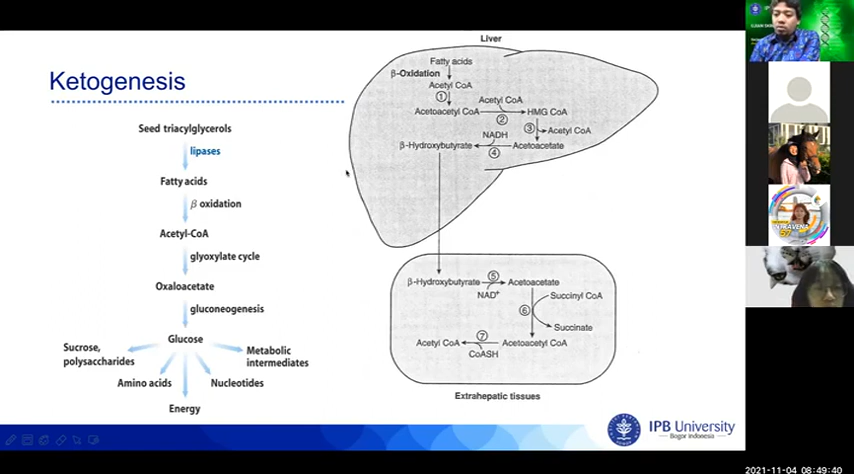 Ketogenesis
Seed triacylglycerols
lipases
Fatty acids
β oxidation
Acetyl-CoA
glyoxylate cycle
Oxaloacetate
gluconeogenesis
Glucose
Sucrose,
polysaccharides
Metabolic
intermediates
Amino acids
Nucleotides
Energy
Liver
Fatty acids
β-Oxidation
Acetyl CoA
①
Acetoacetyl CoA
Acetyl CoA
②
HMG CoA
③
Acetyl CoA
Acetoacetate
NADH
④
β-Hydroxybutyrate
β-Hydroxybutyrate
⑤
NAD⁺
Acetoacetate
Succinyl CoA
⑥
Succinate
Acetoacetyl CoA
⑦
CoASH
Acetyl CoA
Extrahepatic tissues
IPB University
Bogor Indonesia
57
2021-11-04 08:49:40